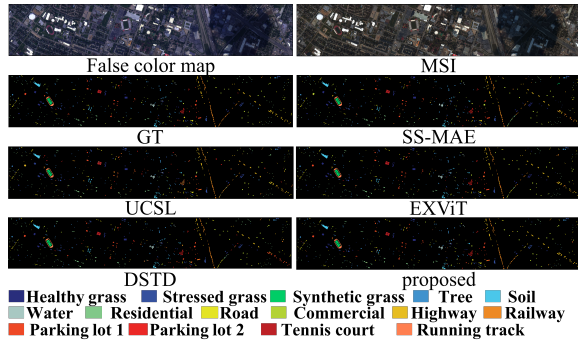 False color map MSI
GT SS-MAE
UCSL EXViT
DSTD proposed
Healthy grass Stressed grass Synthetic grass Tree Soil
Water Residential Road Commercial Highway Railway
Parking lot 1 Parking lot 2 Tennis court Running track